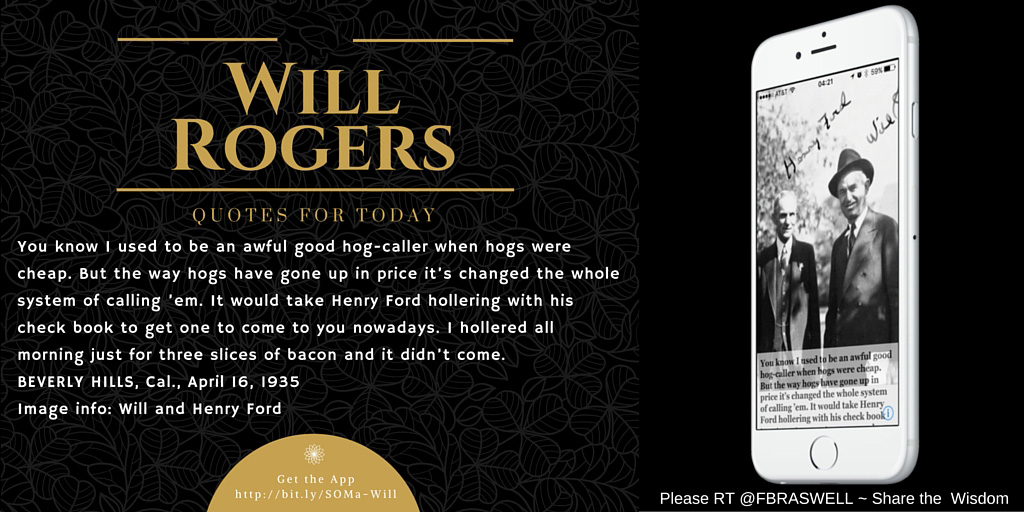 WILL
ROGERS
QUOTES FOR TODAY
You know I used to be an awful good hog-caller when hogs were
cheap. But the way hogs have gone up in price it's changed the whole
system of calling 'em. It would take Henry Ford hollering with his
check book to get one to come to you nowadays. I hollered all
morning just for three slices of bacon and it didn't come.
BEVERLY HILLS, Cal., April 16, 1935
Image info: Will and Henry Ford
Get the App
http://bit.ly/SOMa-Will
AT&T 04:21 59%
Henry Ford
Will
You know I used to be an awful good
hog-caller when hogs were cheap.
But the way hogs have gone up in
price it's changed the whole system
of calling 'em. It would take Henry
Ford hollering with his check book
Please RT @FBRASWELL ~ Share the Wisdom